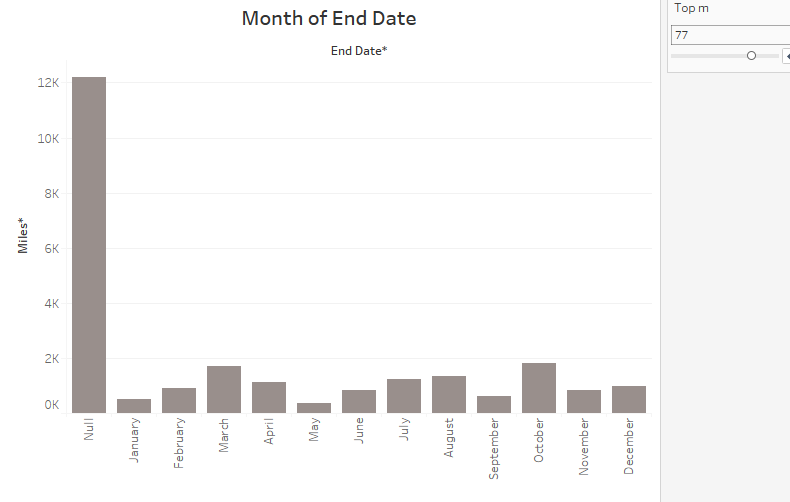 Month of End Date
Top m
77
End Date*
12K
10K
8K
6K
4K
2K
0K
Miles*
Null
January
February
March
April
May
June
July
August
September
October
November
December